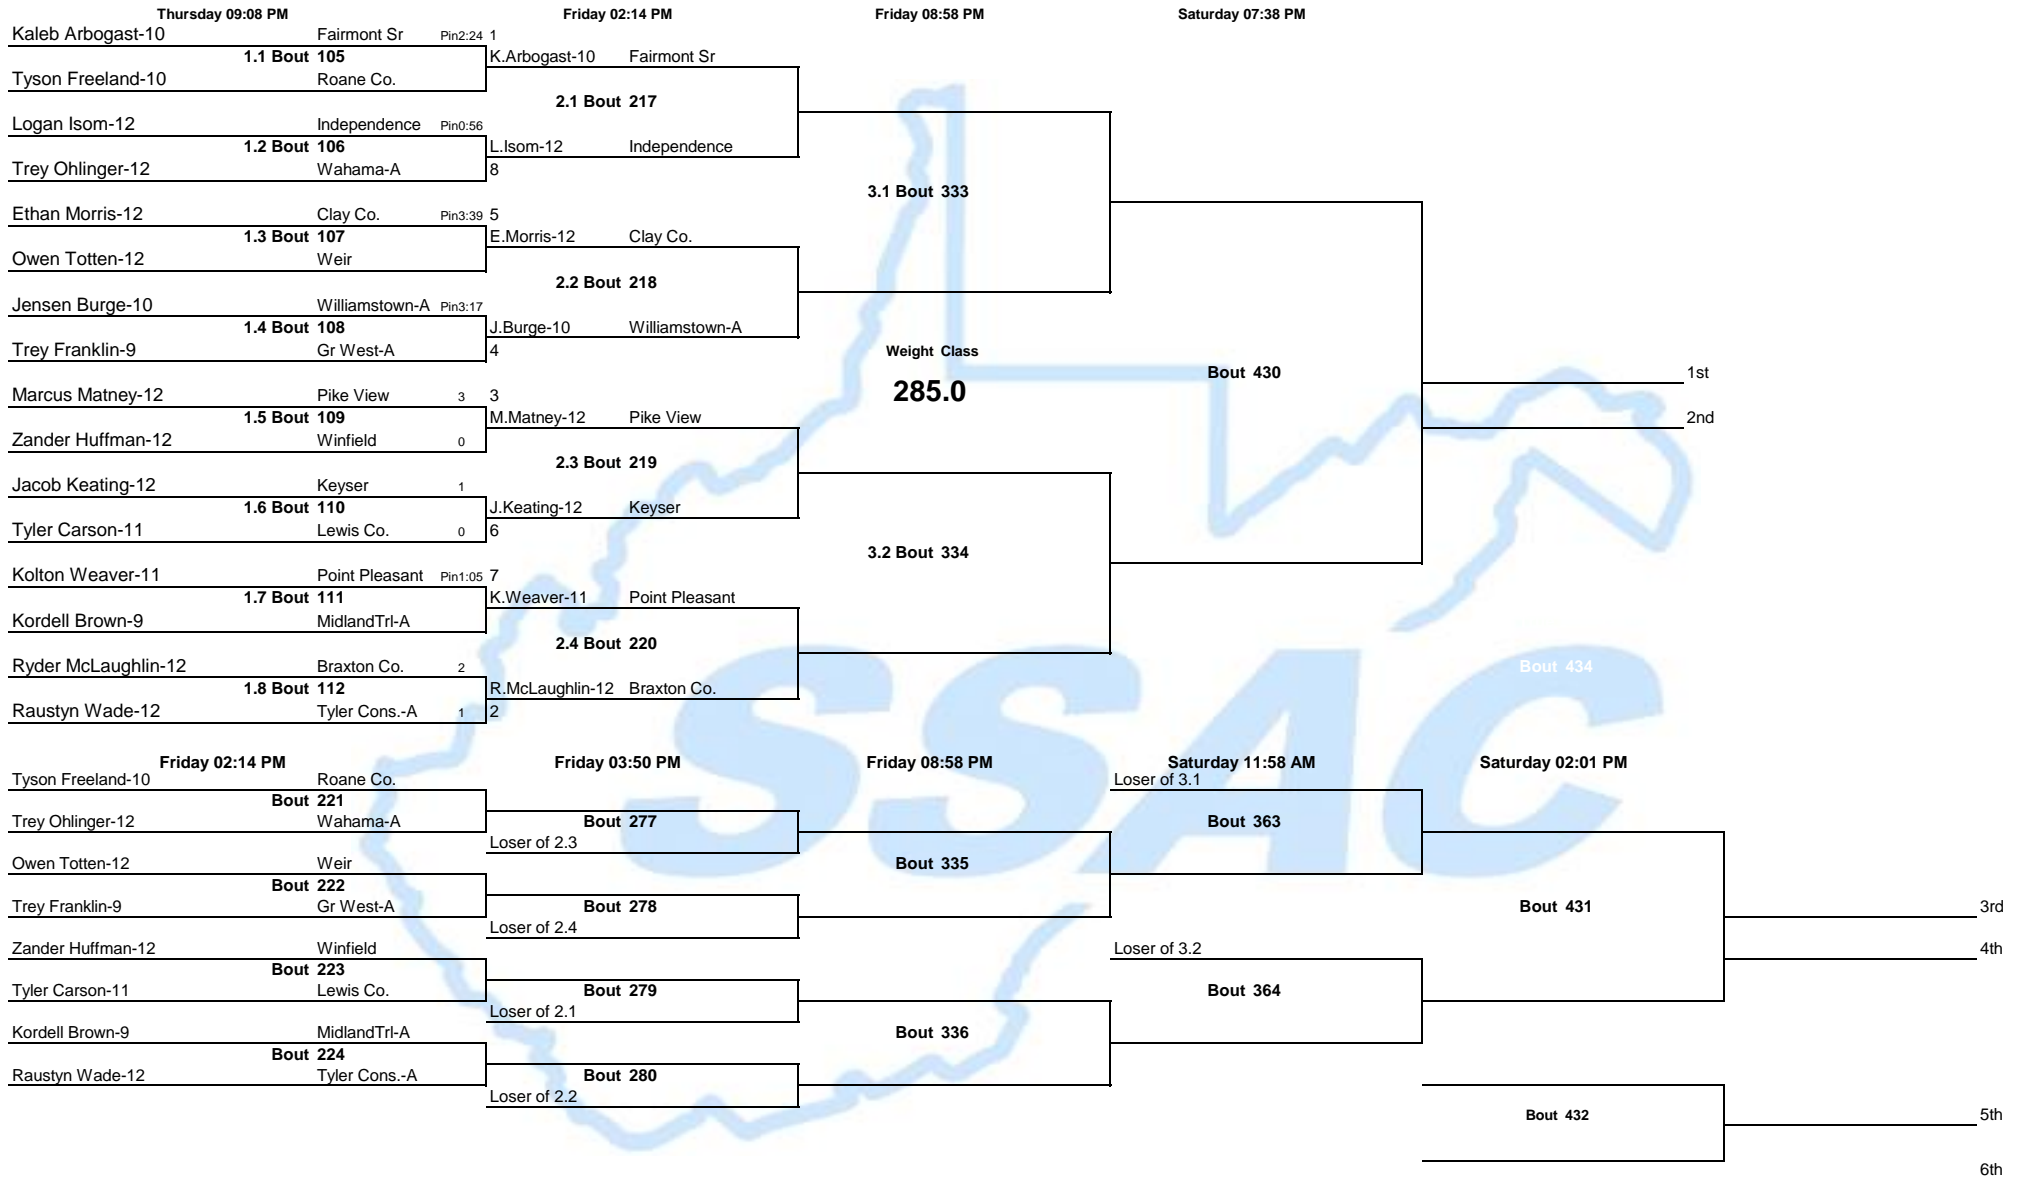 Thursday 09:08 PM Friday 02:14 PM Friday 08:58 PM Saturday 07:38 PM
Kaleb Arbogast-10 Fairmont Sr Pin2:24 1
1.1 Bout 105 K.Arbogast-10 Fairmont Sr
Tyson Freeland-10 Roane Co.
2.1 Bout 217
Logan Isom-12 Independence Pin0:56
1.2 Bout 106 L.Isom-12 Independence
Trey Ohlinger-12 Wahama-A 8
3.1 Bout 333
Ethan Morris-12 Clay Co. Pin3:39 5
1.3 Bout 107 E.Morris-12 Clay Co.
Owen Totten-12 Weir
2.2 Bout 218
Jensen Burge-10 Williamstown-A Pin3:17
1.4 Bout 108 J.Burge-10 Williamstown-A
Trey Franklin-9 Gr West-A 4 Weight Class
Bout 430 1st
285.0
Marcus Matney-12 Pike View 3 3
1.5 Bout 109 M.Matney-12 Pike View 2nd
Zander Huffman-12 Winfield 0
2.3 Bout 219
Jacob Keating-12 Keyser 1
1.6 Bout 110 J.Keating-12 Keyser
Tyler Carson-11 Lewis Co. 0 6
3.2 Bout 334
Kolton Weaver-11 Point Pleasant Pin1:05 7
1.7 Bout 111 K.Weaver-11 Point Pleasant
Kordell Brown-9 MidlandTrl-A
2.4 Bout 220
Ryder McLaughlin-12 Braxton Co. 2 Bout 434
1.8 Bout 112 R.McLaughlin-12 Braxton Co.
Raustyn Wade-12 Tyler Cons.-A 1 2
SSAC
Friday 02:14 PM Friday 03:50 PM Friday 08:58 PM Saturday 11:58 AM Saturday 02:01 PM
Tyson Freeland-10 Roane Co. Loser of 3.1
Bout 221
Trey Ohlinger-12 Wahama-A Bout 277 Bout 363
Loser of 2.3
Owen Totten-12 Weir Bout 335
Bout 222
Trey Franklin-9 Gr West-A Bout 278 Bout 431 3rd
Loser of 2.4
Zander Huffman-12 Winfield Loser of 3.2 4th
Bout 223
Tyler Carson-11 Lewis Co. Bout 279 Bout 364
Loser of 2.1
Kordell Brown-9 MidlandTrl-A Bout 336
Bout 224
Raustyn Wade-12 Tyler Cons.-A Bout 280
Loser of 2.2
Bout 432 5th
6th